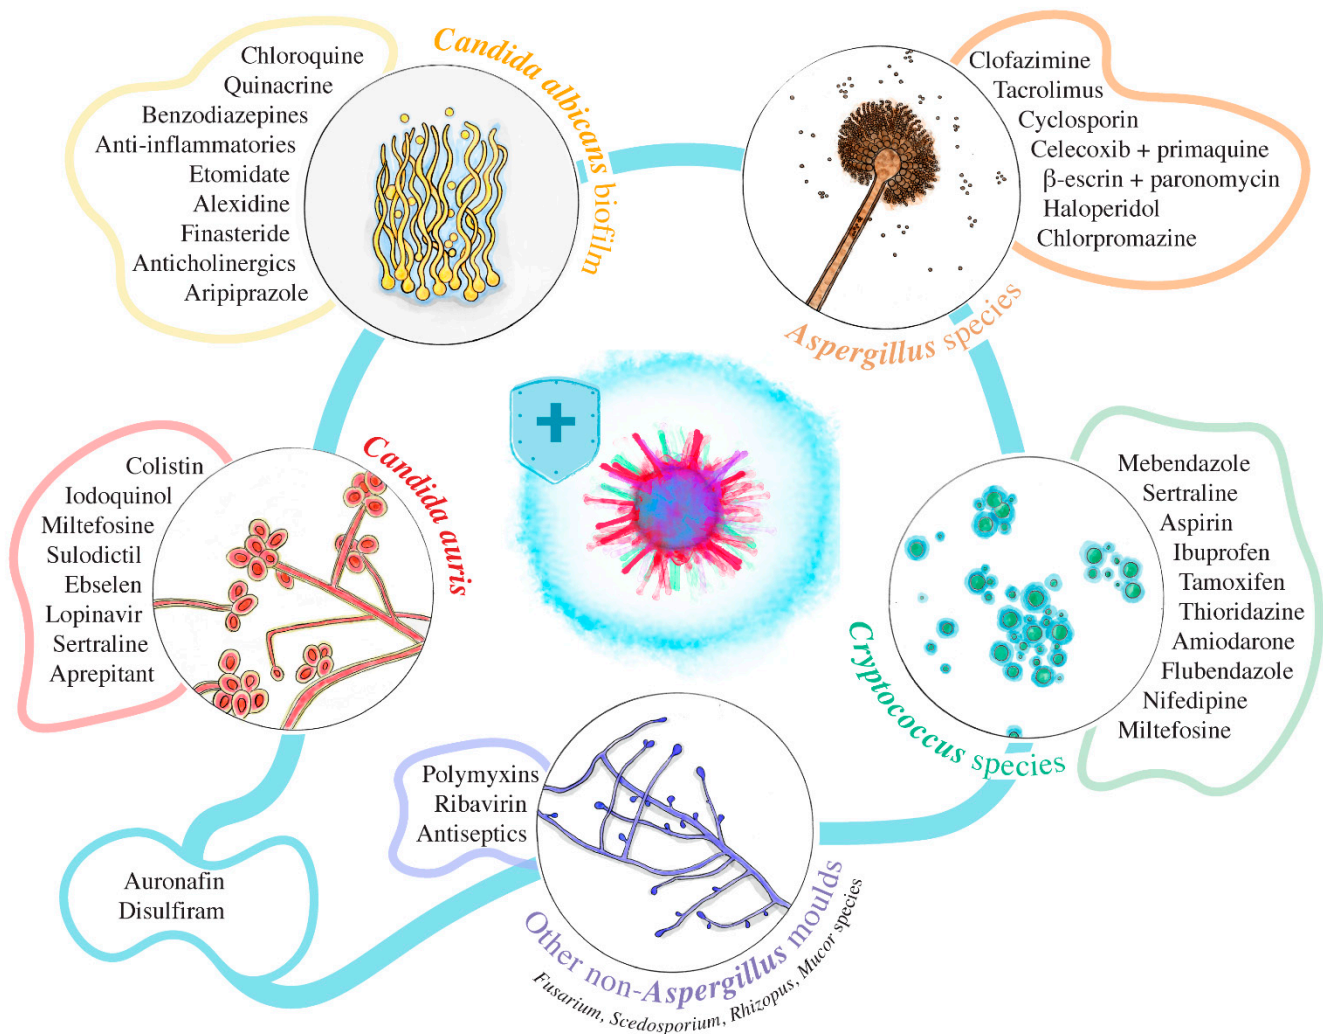 Chloroquine
Quinacrine
Benzodiazepines
Anti-inflammatories
Etomidate
Alexidine
Finasteride
Anticholinergics
Aripiprazole
Candida albicans biofilm
Clofazimine
Tacrolimus
Cyclosporin
Celecoxib + primaquine
β-escrin + paronomycin
Haloperidol
Chlorpromazine
Aspergillus species
Colistin
Iodoquinol
Miltefosine
Sulodictil
Ebselen
Lopinavir
Sertraline
Aprepitant
Candida auris
Mebendazole
Sertraline
Aspirin
Ibuprofen
Tamoxifen
Thioridazine
Amiodarone
Flubendazole
Nifedipine
Miltefosine
Cryptococcus species
Polymyxins
Ribavirin
Antiseptics
Other non-Aspergillus moulds
Fusarium, Scedosporium, Rhizopus, Mucor species
Auronafin
Disulfiram